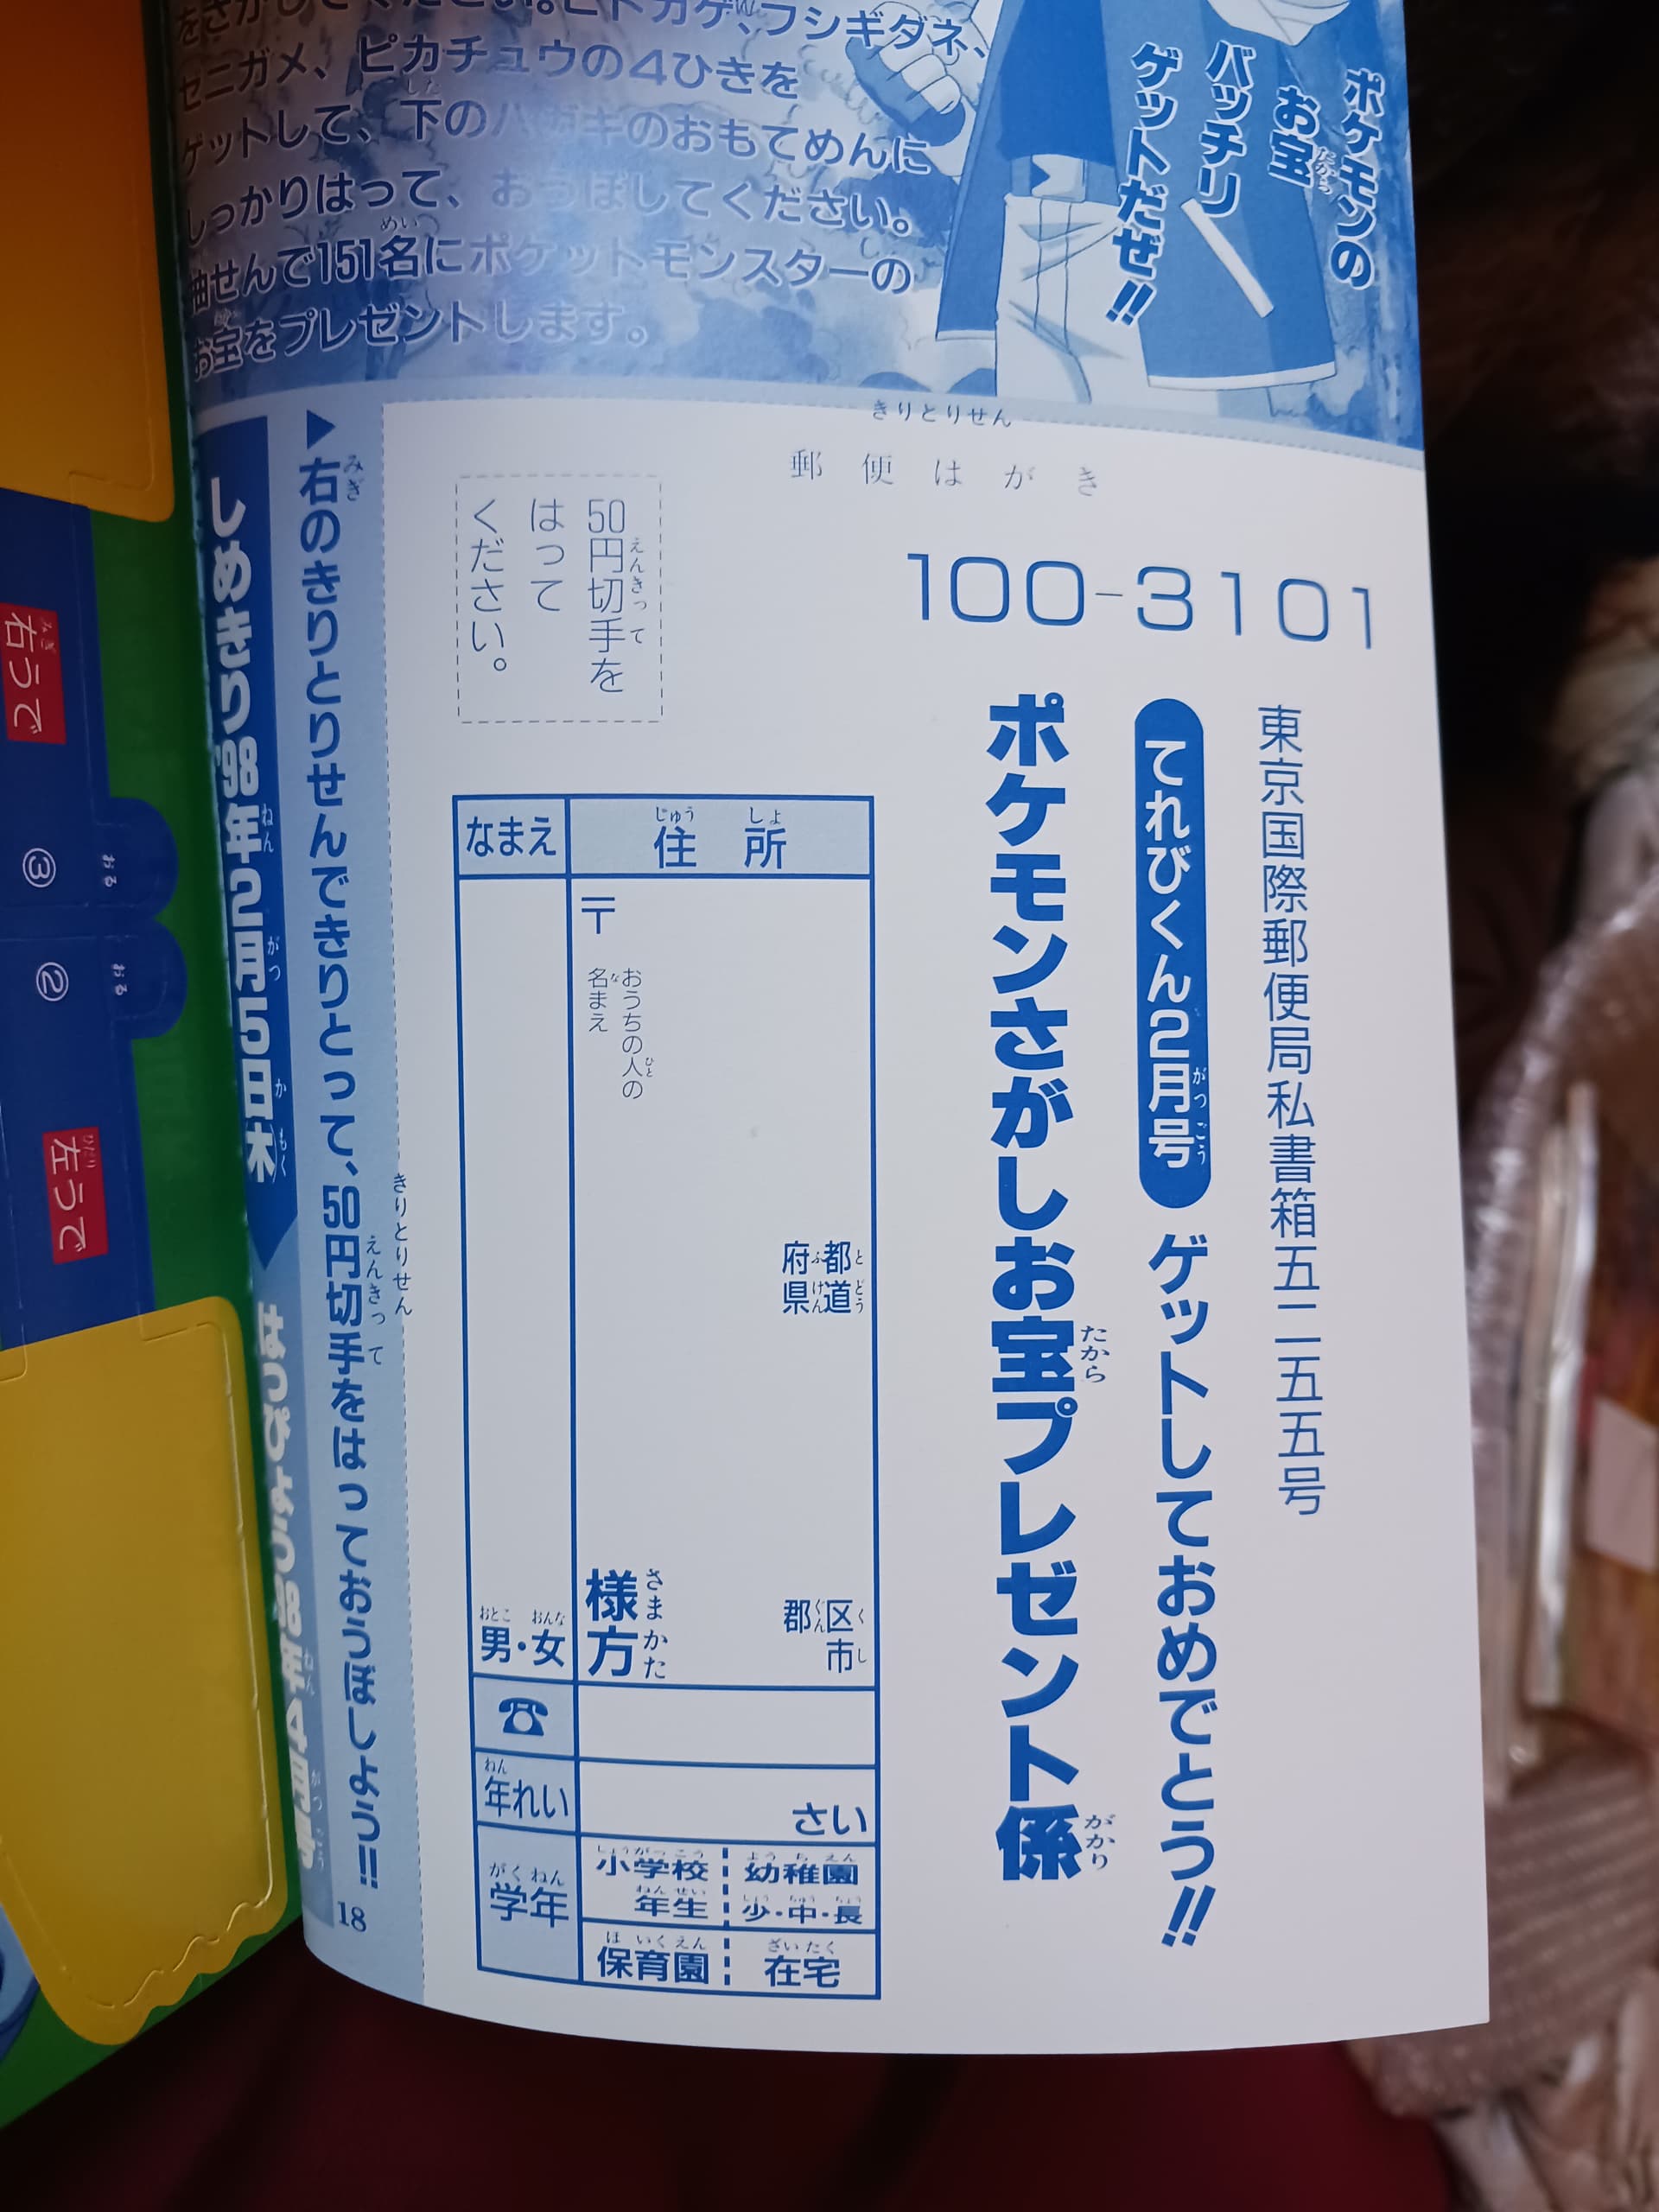 をさがしてください。ヒトカゲ、フシギダネ、
セニガメ、ピカチュウの4ひきを
ゲットして、下のハガキのおもてめんに
しっかりはって、おうぼしてください。
抽せんで151名にポケットモンスターの
お宝をプレゼントします。
ポケモンの
お宝
バッチリ
ゲットだぜ!!
きりとりせん
郵便はがき
50円切手を
はって
ください。
100-3101
東京国際郵便局私書箱五二五五号
てれびくん2月号 ゲットしておめでとう!!
ポケモンさがしお宝プレゼント係
住所
なまえ
〒
都道
府県
区
市
郡
おうちの人の
名まえ
様
方
男・女
☎
年れい
さい
学年
小学校
年生
幼稚園
少・中・長
保育園
在宅
きりとりせん
▶右のきりとりせんできりとって、50円切手をはっておうぼしよう!!
しめきり'98年2月5日木
はっぴょう'98年4月号
18
右うで
③
おる
②
おる
左うで